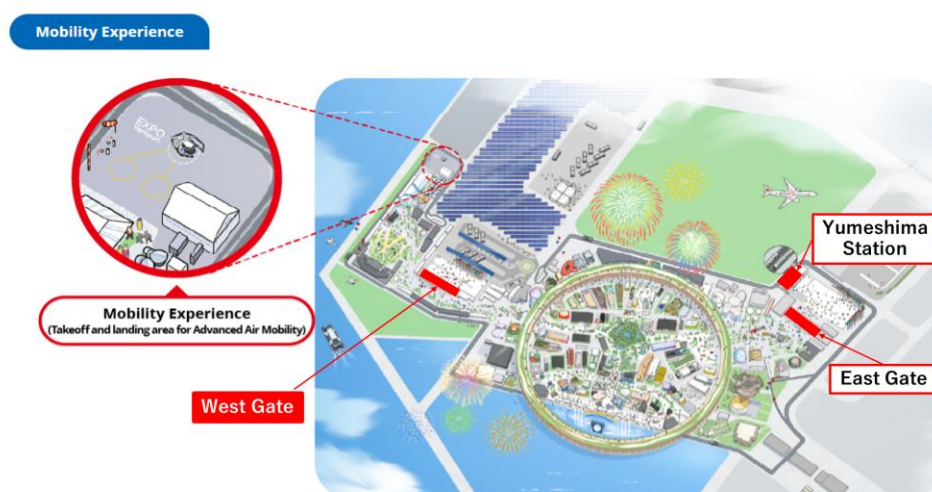 Mobility Experience
EXPO
Vertiport
Mobility Experience
(Takeoff and landing area for Advanced Air Mobility)
West Gate
Yumeshima
Station
East Gate